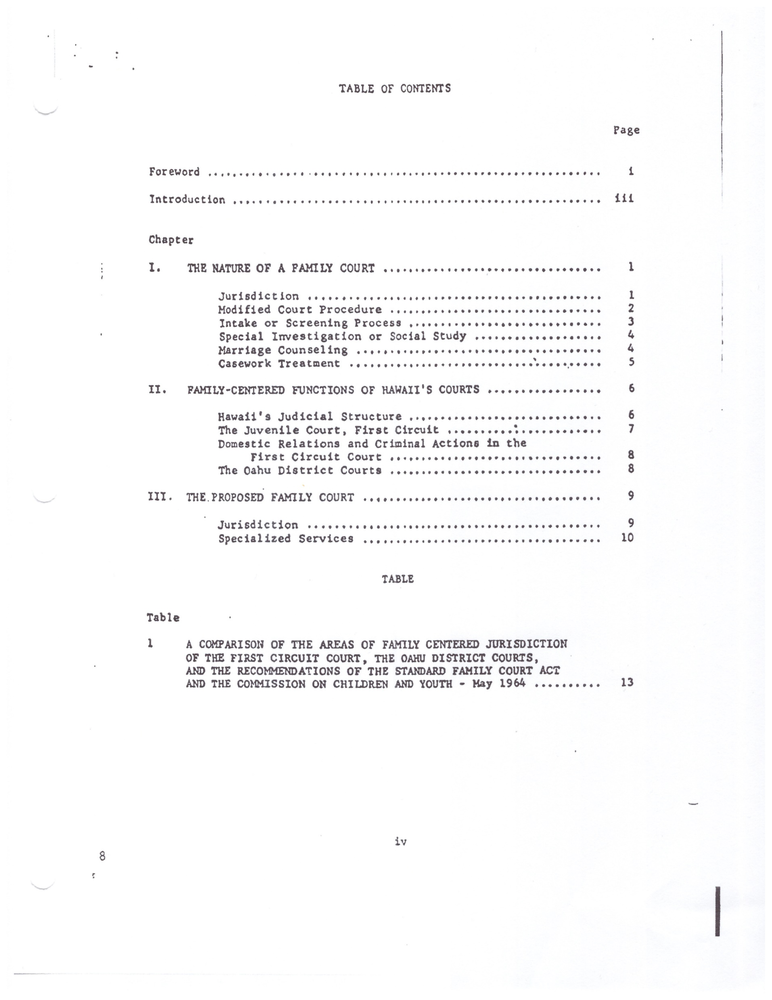 TABLE OF CONTENTS
Page
Foreword .......................................................... i
Introduction ...................................................... iii
Chapter
I. THE NATURE OF A FAMILY COURT ................................. 1
Jurisdiction ............................................ 1
Modified Court Procedure ................................ 2
Intake or Screening Process ............................. 3
Special Investigation or Social Study ................... 4
Marriage Counseling ..................................... 4
Casework Treatment ...................................... 5
II. FAMILY-CENTERED FUNCTIONS OF HAWAII'S COURTS ................. 6
Hawaii's Judicial Structure ............................. 6
The Juvenile Court, First Circuit ....................... 7
Domestic Relations and Criminal Actions in the
First Circuit Court ................................ 8
The Oahu District Courts ................................ 8
III. THE PROPOSED FAMILY COURT .................................... 9
Jurisdiction ............................................ 9
Specialized Services .................................... 10
TABLE
Table
1 A COMPARISON OF THE AREAS OF FAMILY CENTERED JURISDICTION
OF THE FIRST CIRCUIT COURT, THE OAHU DISTRICT COURTS,
AND THE RECOMMENDATIONS OF THE STANDARD FAMILY COURT ACT
AND THE COMMISSION ON CHILDREN AND YOUTH - May 1964 .......... 13
iv
8